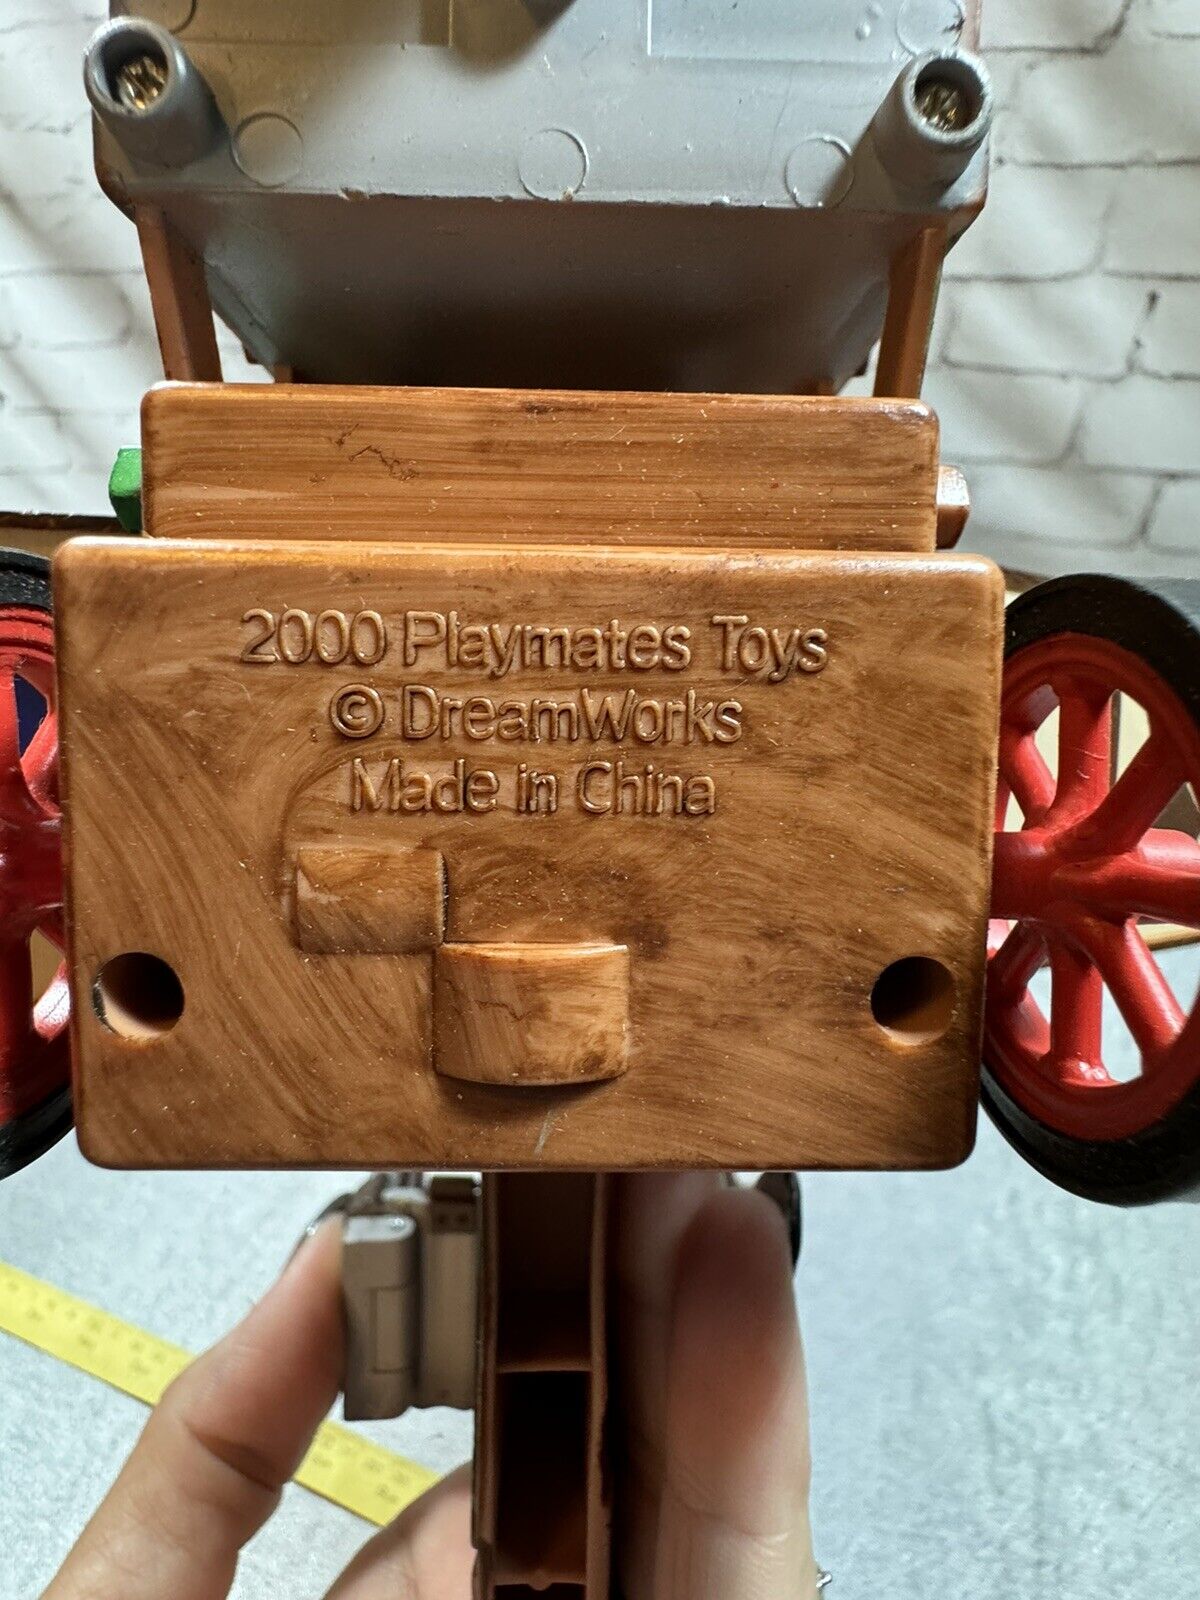 2000 Playmates Toys
© DreamWorks
Made in China